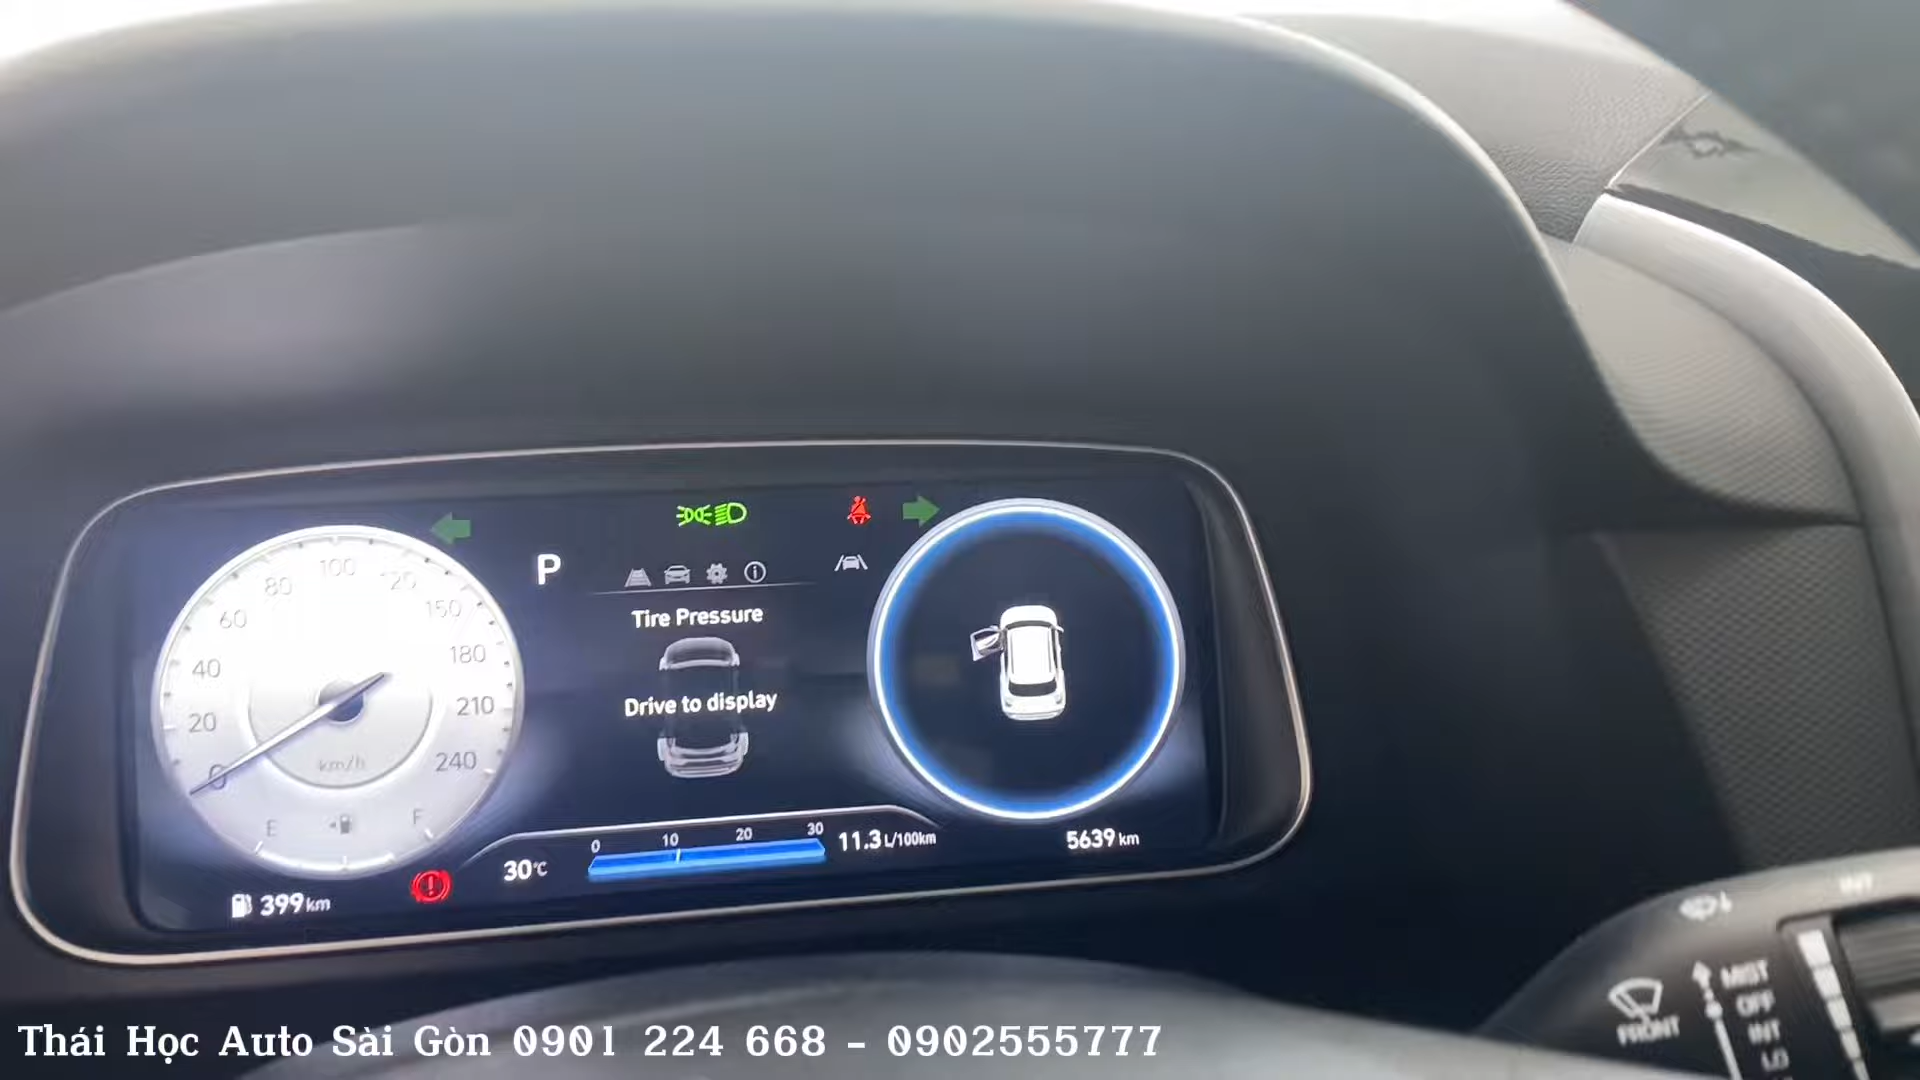 P
Tire Pressure
Drive to display
0
20
40
60
80
100
120
150
180
210
240
km/h
E
F
399 km
30°C
0 10 20 30
11.3 L/100km
5639 km
INT
MIST
OFF
INT
LO
FRONT
Thái Học Auto Sài Gòn 0901 224 668 - 0902555777